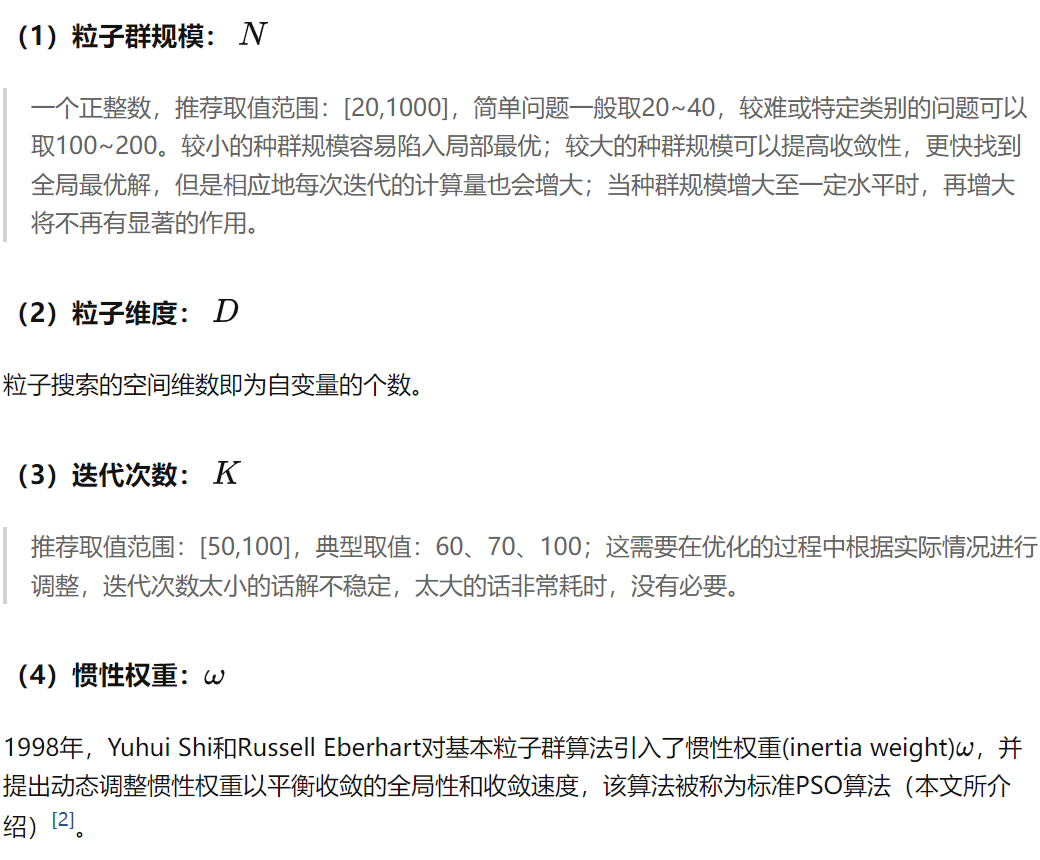 （1）粒子群规模： N
一个正整数，推荐取值范围：[20,1000]，简单问题一般取20~40，较难或特定类别的问题可以
取100~200。较小的种群规模容易陷入局部最优；较大的种群规模可以提高收敛性，更快找到
全局最优解，但是相应地每次迭代的计算量也会增大；当种群规模增大至一定水平时，再增大
将不再有显著的作用。
（2）粒子维度： D
粒子搜索的空间维数即为自变量的个数。
（3）迭代次数： K
推荐取值范围：[50,100]，典型取值：60、70、100；这需要在优化的过程中根据实际情况进行
调整，迭代次数太小的话解不稳定，太大的话非常耗时，没有必要。
（4）惯性权重：ω
1998年，Yuhui Shi和Russell Eberhart对基本粒子群算法引入了惯性权重(inertia weight)ω，并
提出动态调整惯性权重以平衡收敛的全局性和收敛速度，该算法被称为标准PSO算法（本文所介
绍）[2]。